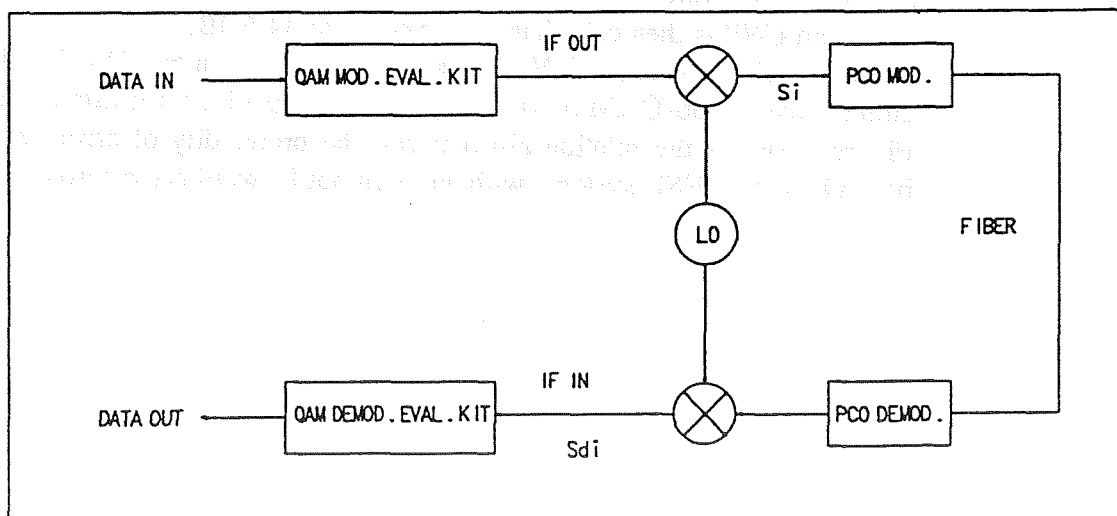 IF OUT
DATA IN
QAM MOD. EVAL. KIT
Si
PCO MOD.
LO
FIBER
IF IN
DATA OUT
QAM DEMOD. EVAL. KIT
Sdi
PCO DEMOD.